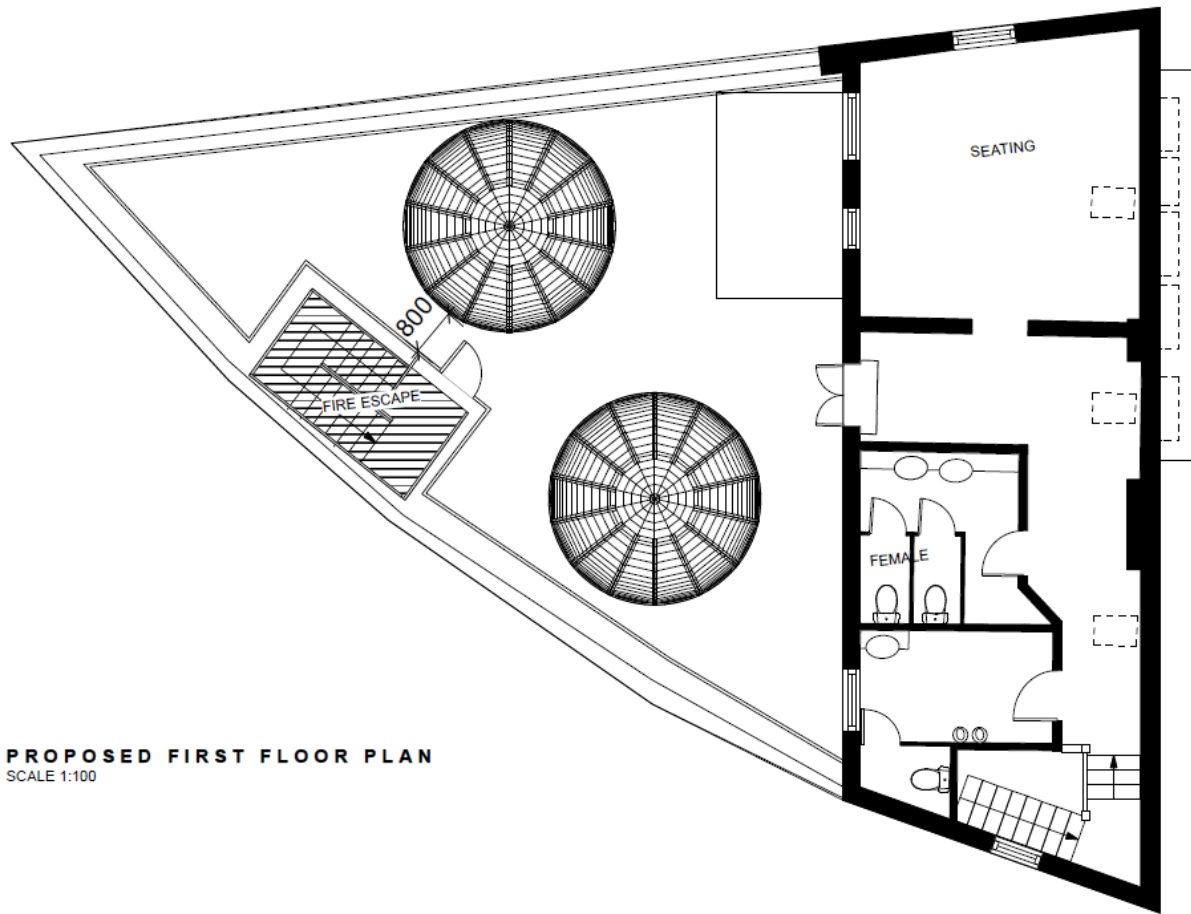 SEATING
800
FIRE ESCAPE
FEMALE
PROPOSED FIRST FLOOR PLAN
SCALE 1:100